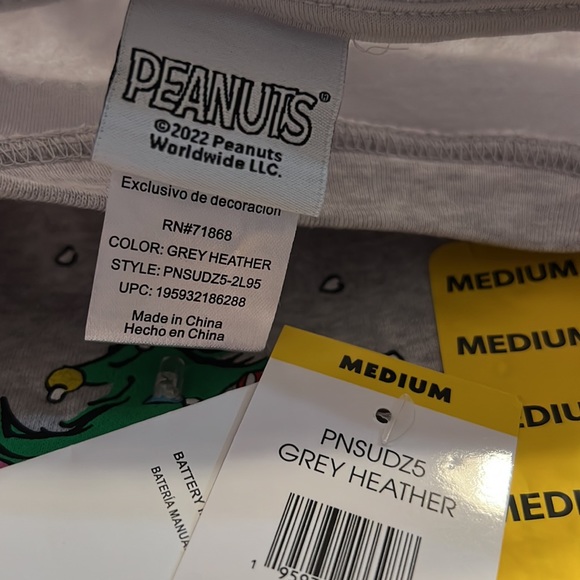 PEANUTS®
©2022 Peanuts
Worldwide LLC.
Exclusivo de decoración
RN#71868
COLOR: GREY HEATHER
STYLE: PNSUDZ5-2L95
UPC: 195932186288
Made in China
Hecho en China
MEDIUM
PNSUDZ5
GREY HEATHER
BATTERY
BATERÍA MANUA
MEDIUM
MEDIUM